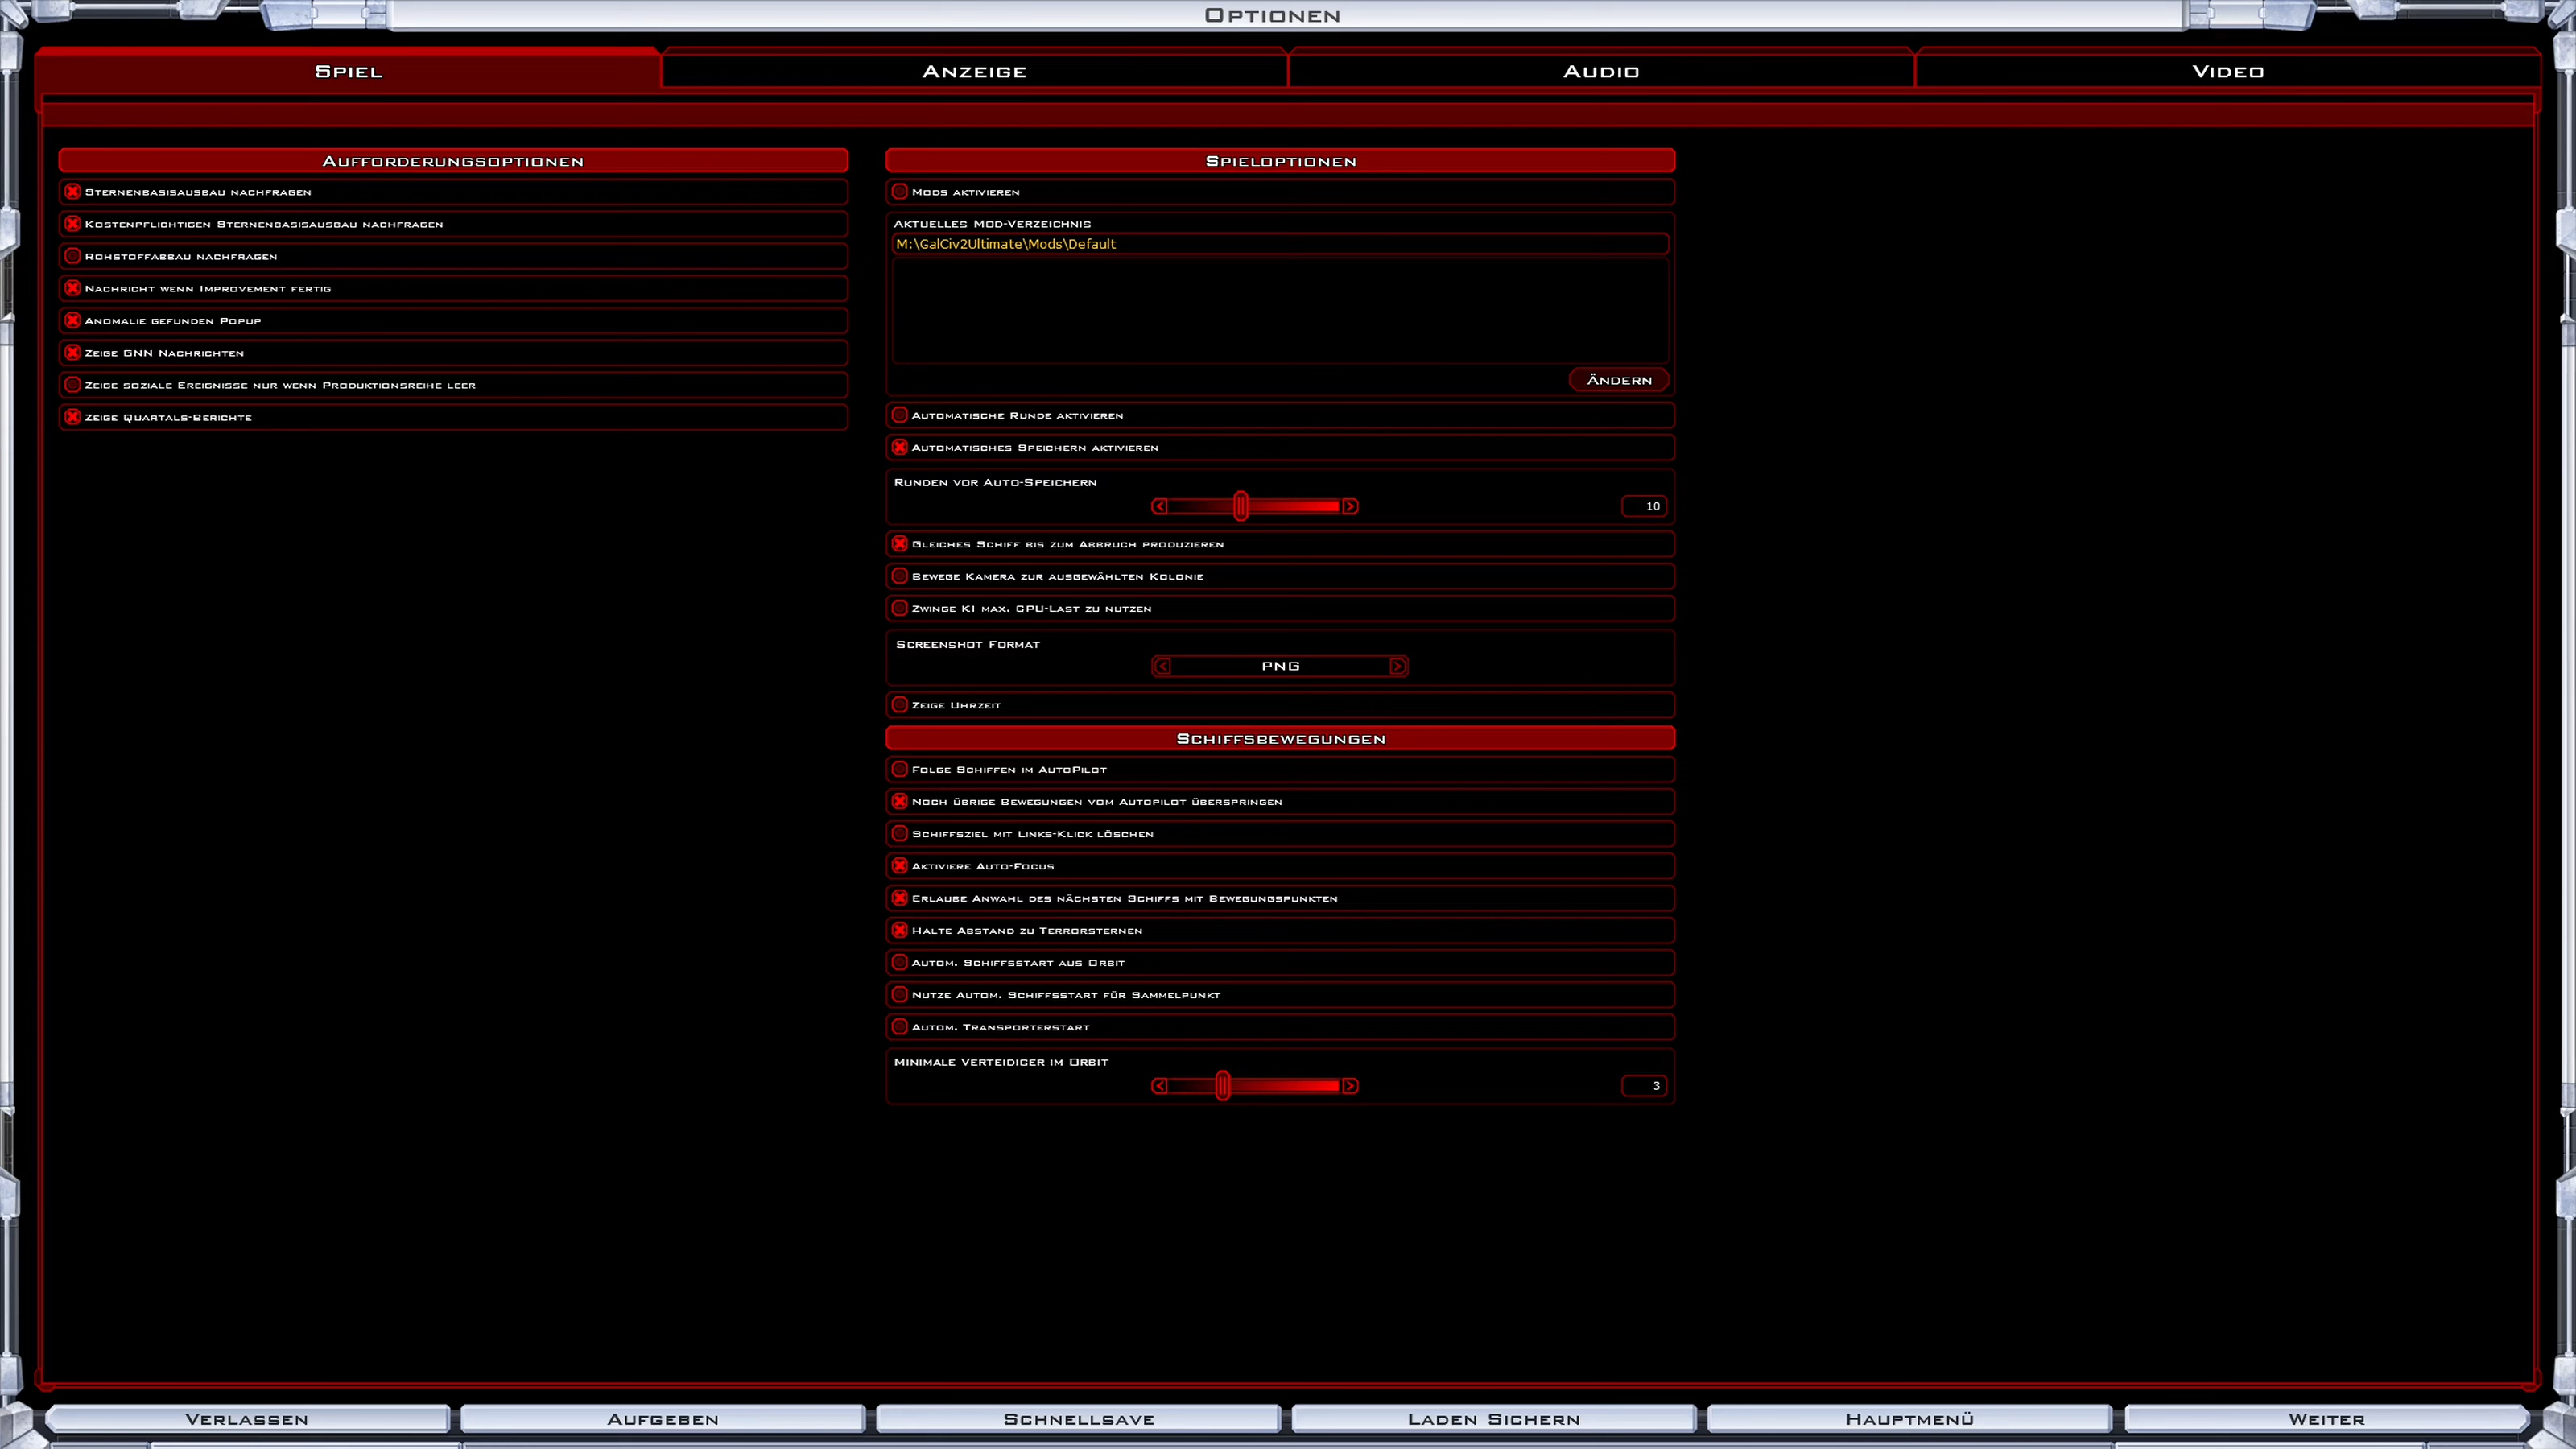 Optionen
Spiel
Anzeige
Audio
Video
Aufforderungsoptionen
Sternenbasisausbau nachfragen
Kostenpflichtigen Sternenbasisausbau nachfragen
Rohstoffabbau nachfragen
Nachricht wenn Improvement fertig
Anomalie gefunden Popup
Zeige GNN Nachrichten
Zeige soziale Ereignisse nur wenn Produktionsreihe leer
Zeige Quartals-Berichte
Spieloptionen
Mods aktivieren
Aktuelles Mod-Verzeichnis
M:\GalCiv2Ultimate\Mods\Default
Ändern
Automatische Runde aktivieren
Automatisches Speichern aktivieren
Runden vor Auto-Speichern
10
Gleiches Schiff bis zum Abbruch produzieren
Bewege Kamera zur ausgewählten Kolonie
Zwinge KI max. CPU-Last zu nutzen
Screenshot Format
PNG
Zeige Uhrzeit
Schiffsbewegungen
Folge Schiffen im AutoPilot
Noch übrige Bewegungen vom Autopilot überspringen
Schiffsziel mit Links-Klick löschen
Aktiviere Auto-Focus
Erlaube Anwahl des nächsten Schiffs mit Bewegungspunkten
Halte Abstand zu Terrorsternen
Autom. Schiffsstart aus Orbit
Nutze Autom. Schiffsstart für Sammelpunkt
Autom. Transporterstart
Minimale Verteidiger im Orbit
3
Verlassen
Aufgeben
Schnellsave
Laden Sichern
Hauptmenü
Weiter